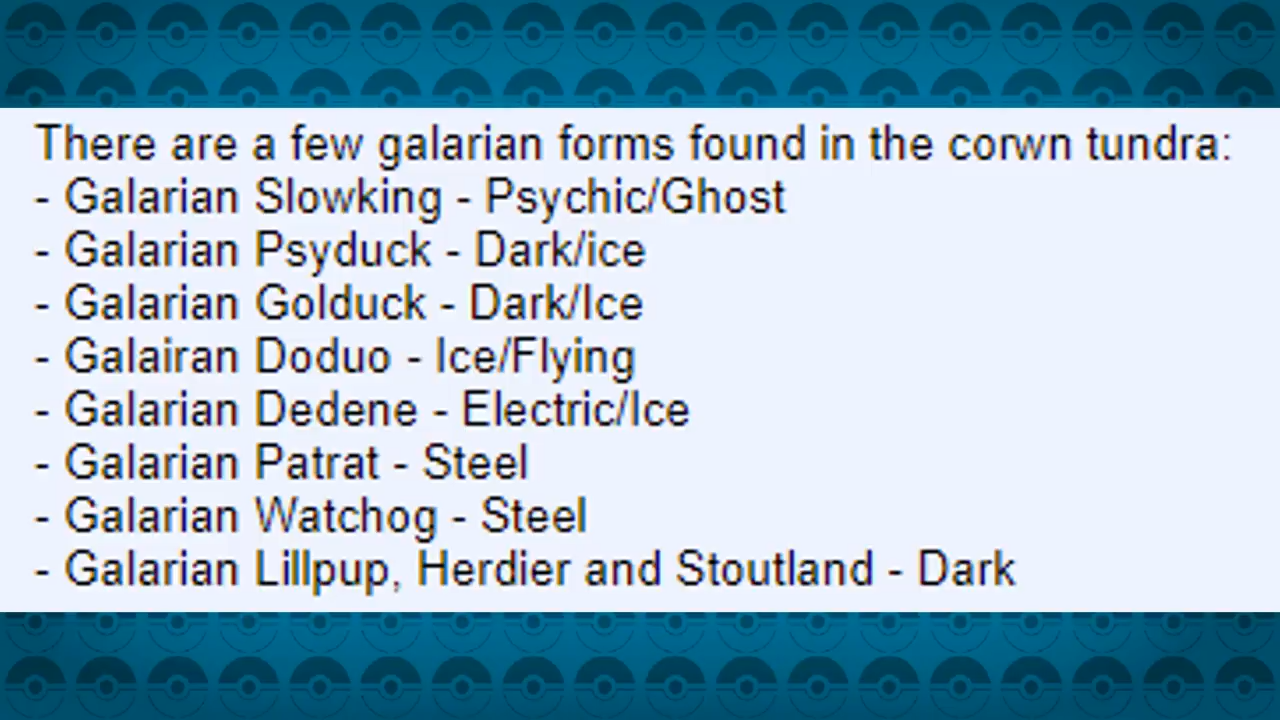 There are a few galarian forms found in the corwn tundra:
- Galarian Slowking - Psychic/Ghost
- Galarian Psyduck - Dark/ice
- Galarian Golduck - Dark/Ice
- Galairan Doduo - Ice/Flying
- Galarian Dedene - Electric/Ice
- Galarian Patrat - Steel
- Galarian Watchog - Steel
- Galarian Lillpup, Herdier and Stoutland - Dark